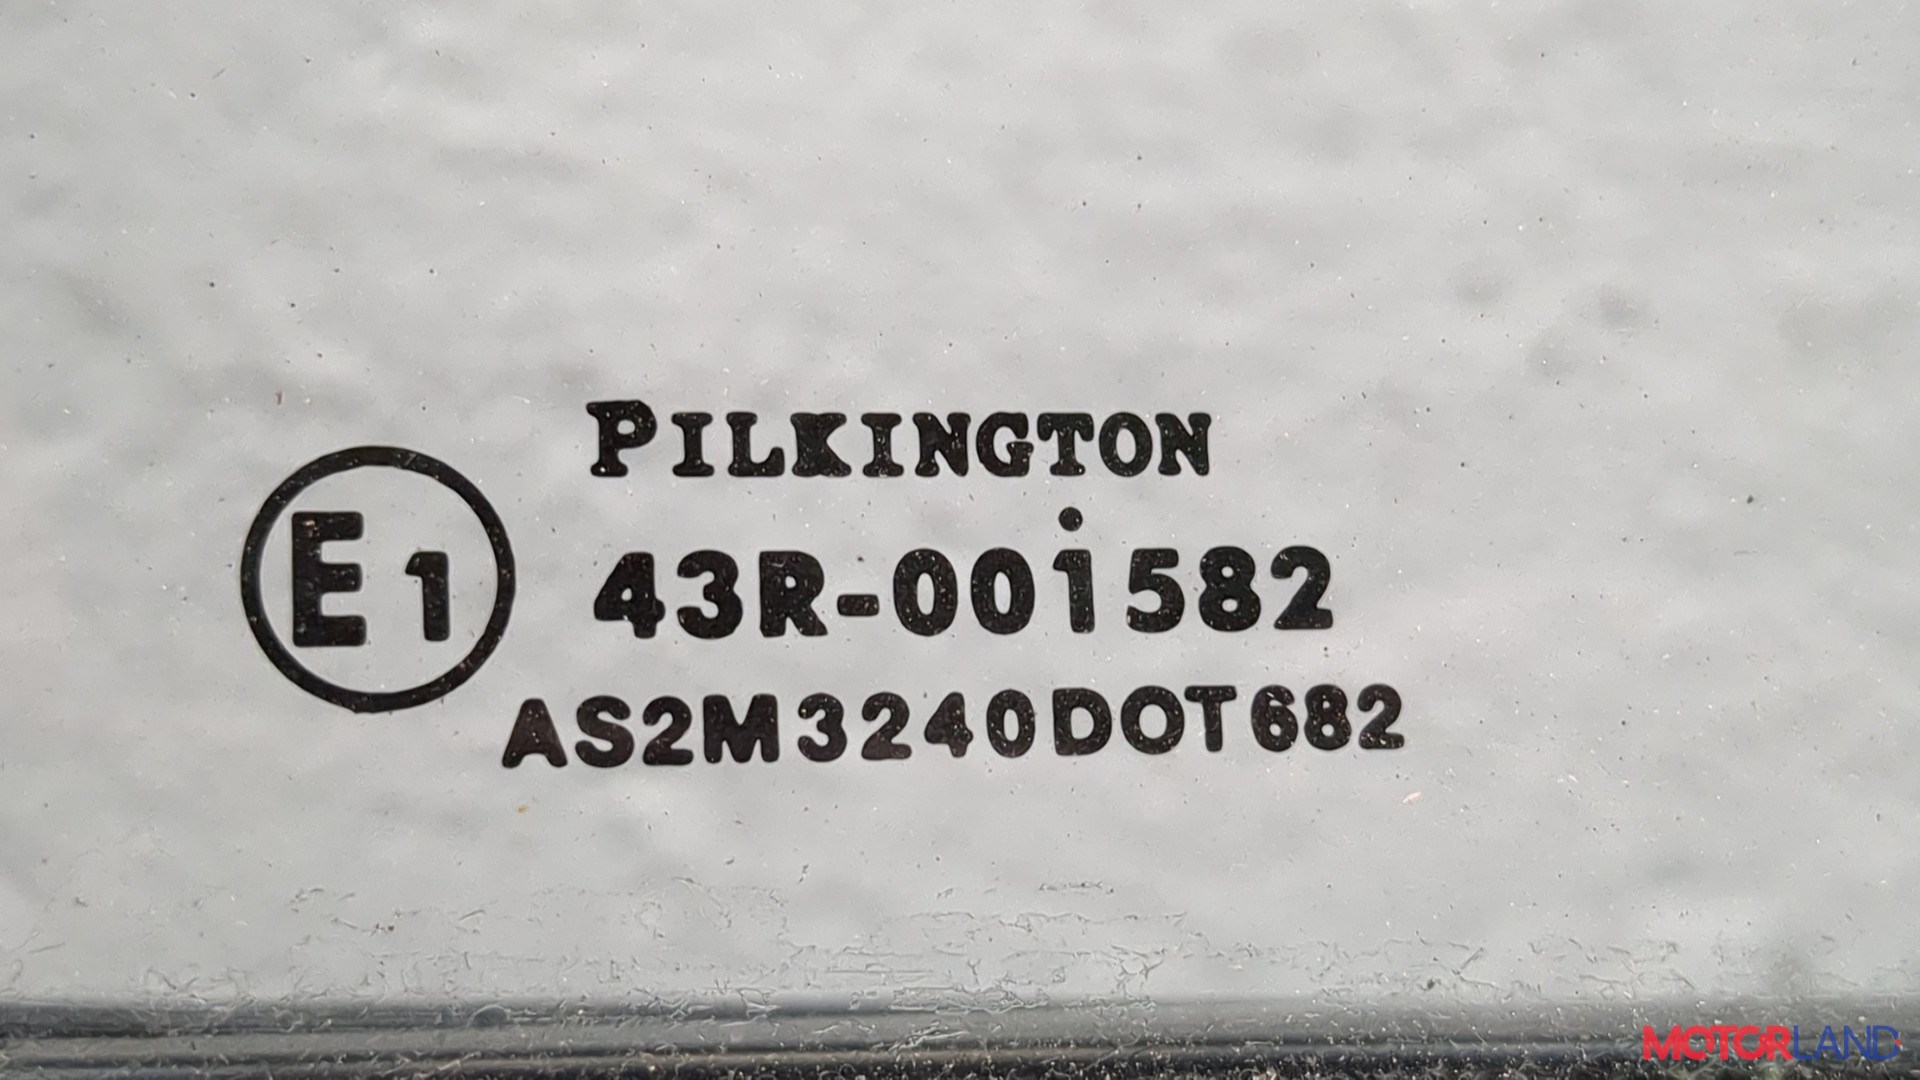 PILKINGTON
E1
43R-001582
AS2M3240DOT682
MOTORLAND